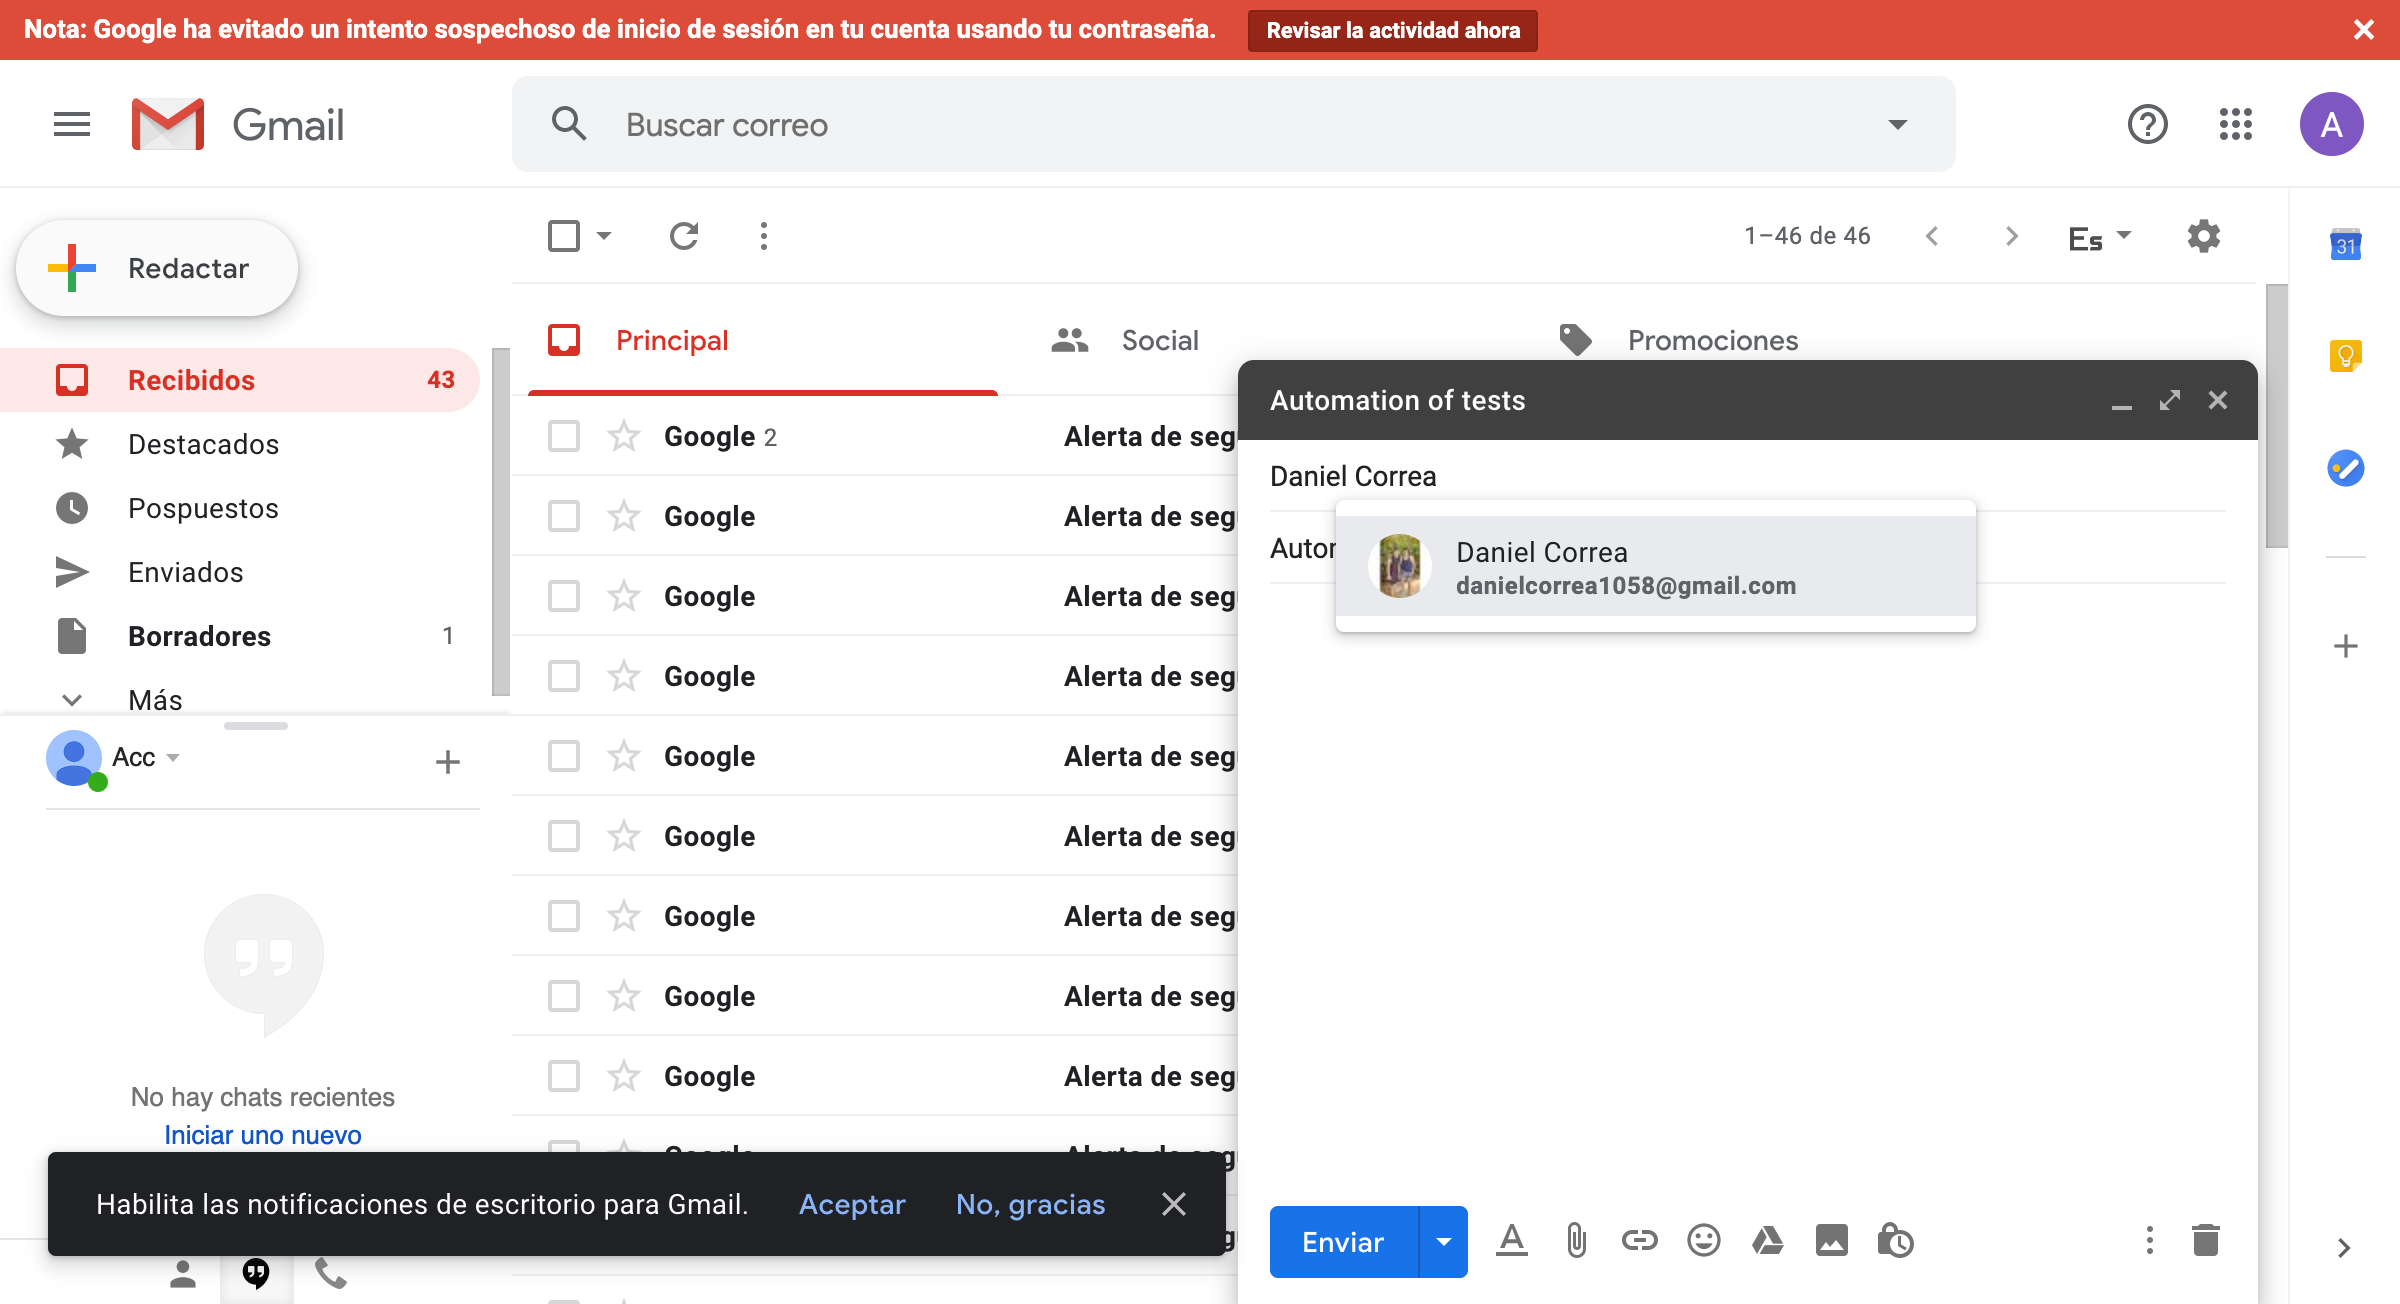 Nota: Google ha evitado un intento sospechoso de inicio de sesión en tu cuenta usando tu contraseña.
Revisar la actividad ahora
Gmail
Buscar correo
A
Redactar
1–46 de 46
Es
31
Recibidos 43
Destacados
Pospuestos
Enviados
Borradores 1
Más
Acc
No hay chats recientes
Iniciar uno nuevo
Principal
Social
Promociones
Google 2 Alerta de seg
Google Alerta de seg
Google Alerta de seg
Google Alerta de seg
Google Alerta de seg
Google Alerta de seg
Google Alerta de seg
Google Alerta de seg
Google Alerta de seg
Google Alerta de seg
Automation of tests
Daniel Correa
Autor
Daniel Correa
danielcorrea1058@gmail.com
Enviar
Habilita las notificaciones de escritorio para Gmail.
Aceptar
No, gracias